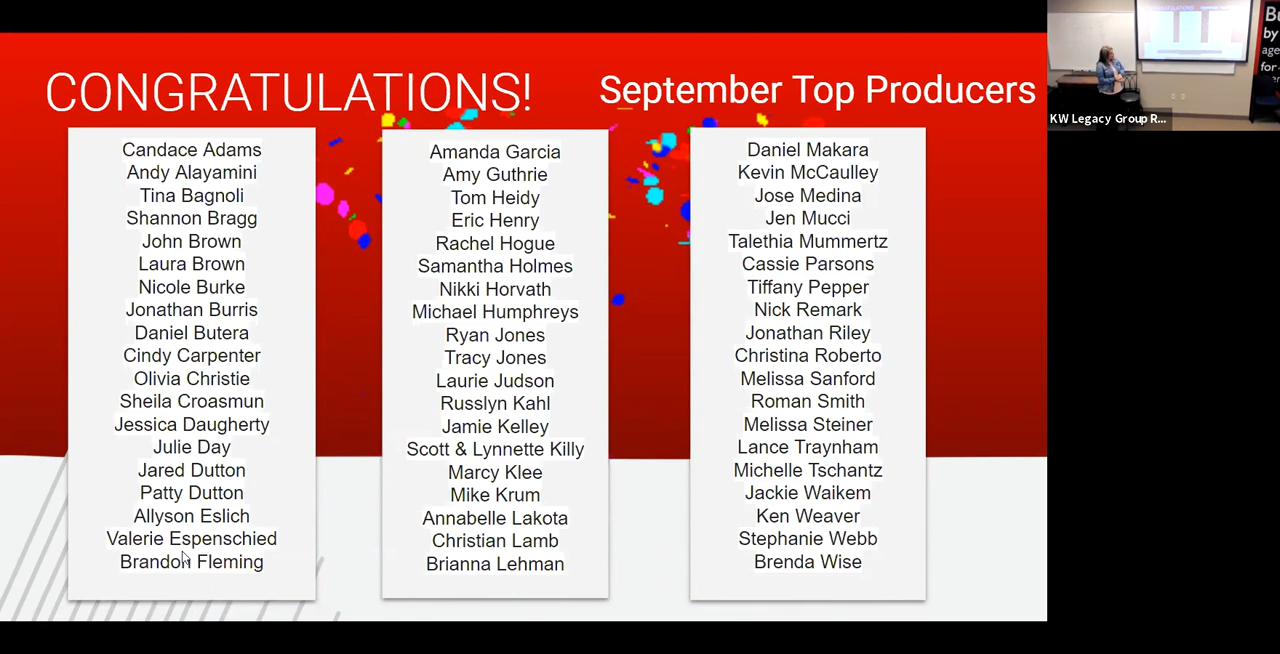 CONGRATULATIONS!
September Top Producers
Candace Adams
Andy Alayamini
Tina Bagnoli
Shannon Bragg
John Brown
Laura Brown
Nicole Burke
Jonathan Burris
Daniel Butera
Cindy Carpenter
Olivia Christie
Sheila Croasmun
Jessica Daugherty
Julie Day
Jared Dutton
Patty Dutton
Allyson Eslich
Valerie Espenschied
Brandon Fleming
Amanda Garcia
Amy Guthrie
Tom Heidy
Eric Henry
Rachel Hogue
Samantha Holmes
Nikki Horvath
Michael Humphreys
Ryan Jones
Tracy Jones
Laurie Judson
Russlyn Kahl
Jamie Kelley
Scott & Lynnette Killy
Marcy Klee
Mike Krum
Annabelle Lakota
Christian Lamb
Brianna Lehman
Daniel Makara
Kevin McCaulley
Jose Medina
Jen Mucci
Talethia Mummertz
Cassie Parsons
Tiffany Pepper
Nick Remark
Jonathan Riley
Christina Roberto
Melissa Sanford
Roman Smith
Melissa Steiner
Lance Traynham
Michelle Tschantz
Jackie Waikem
Ken Weaver
Stephanie Webb
Brenda Wise
KW Legacy Group R...
by
age
for